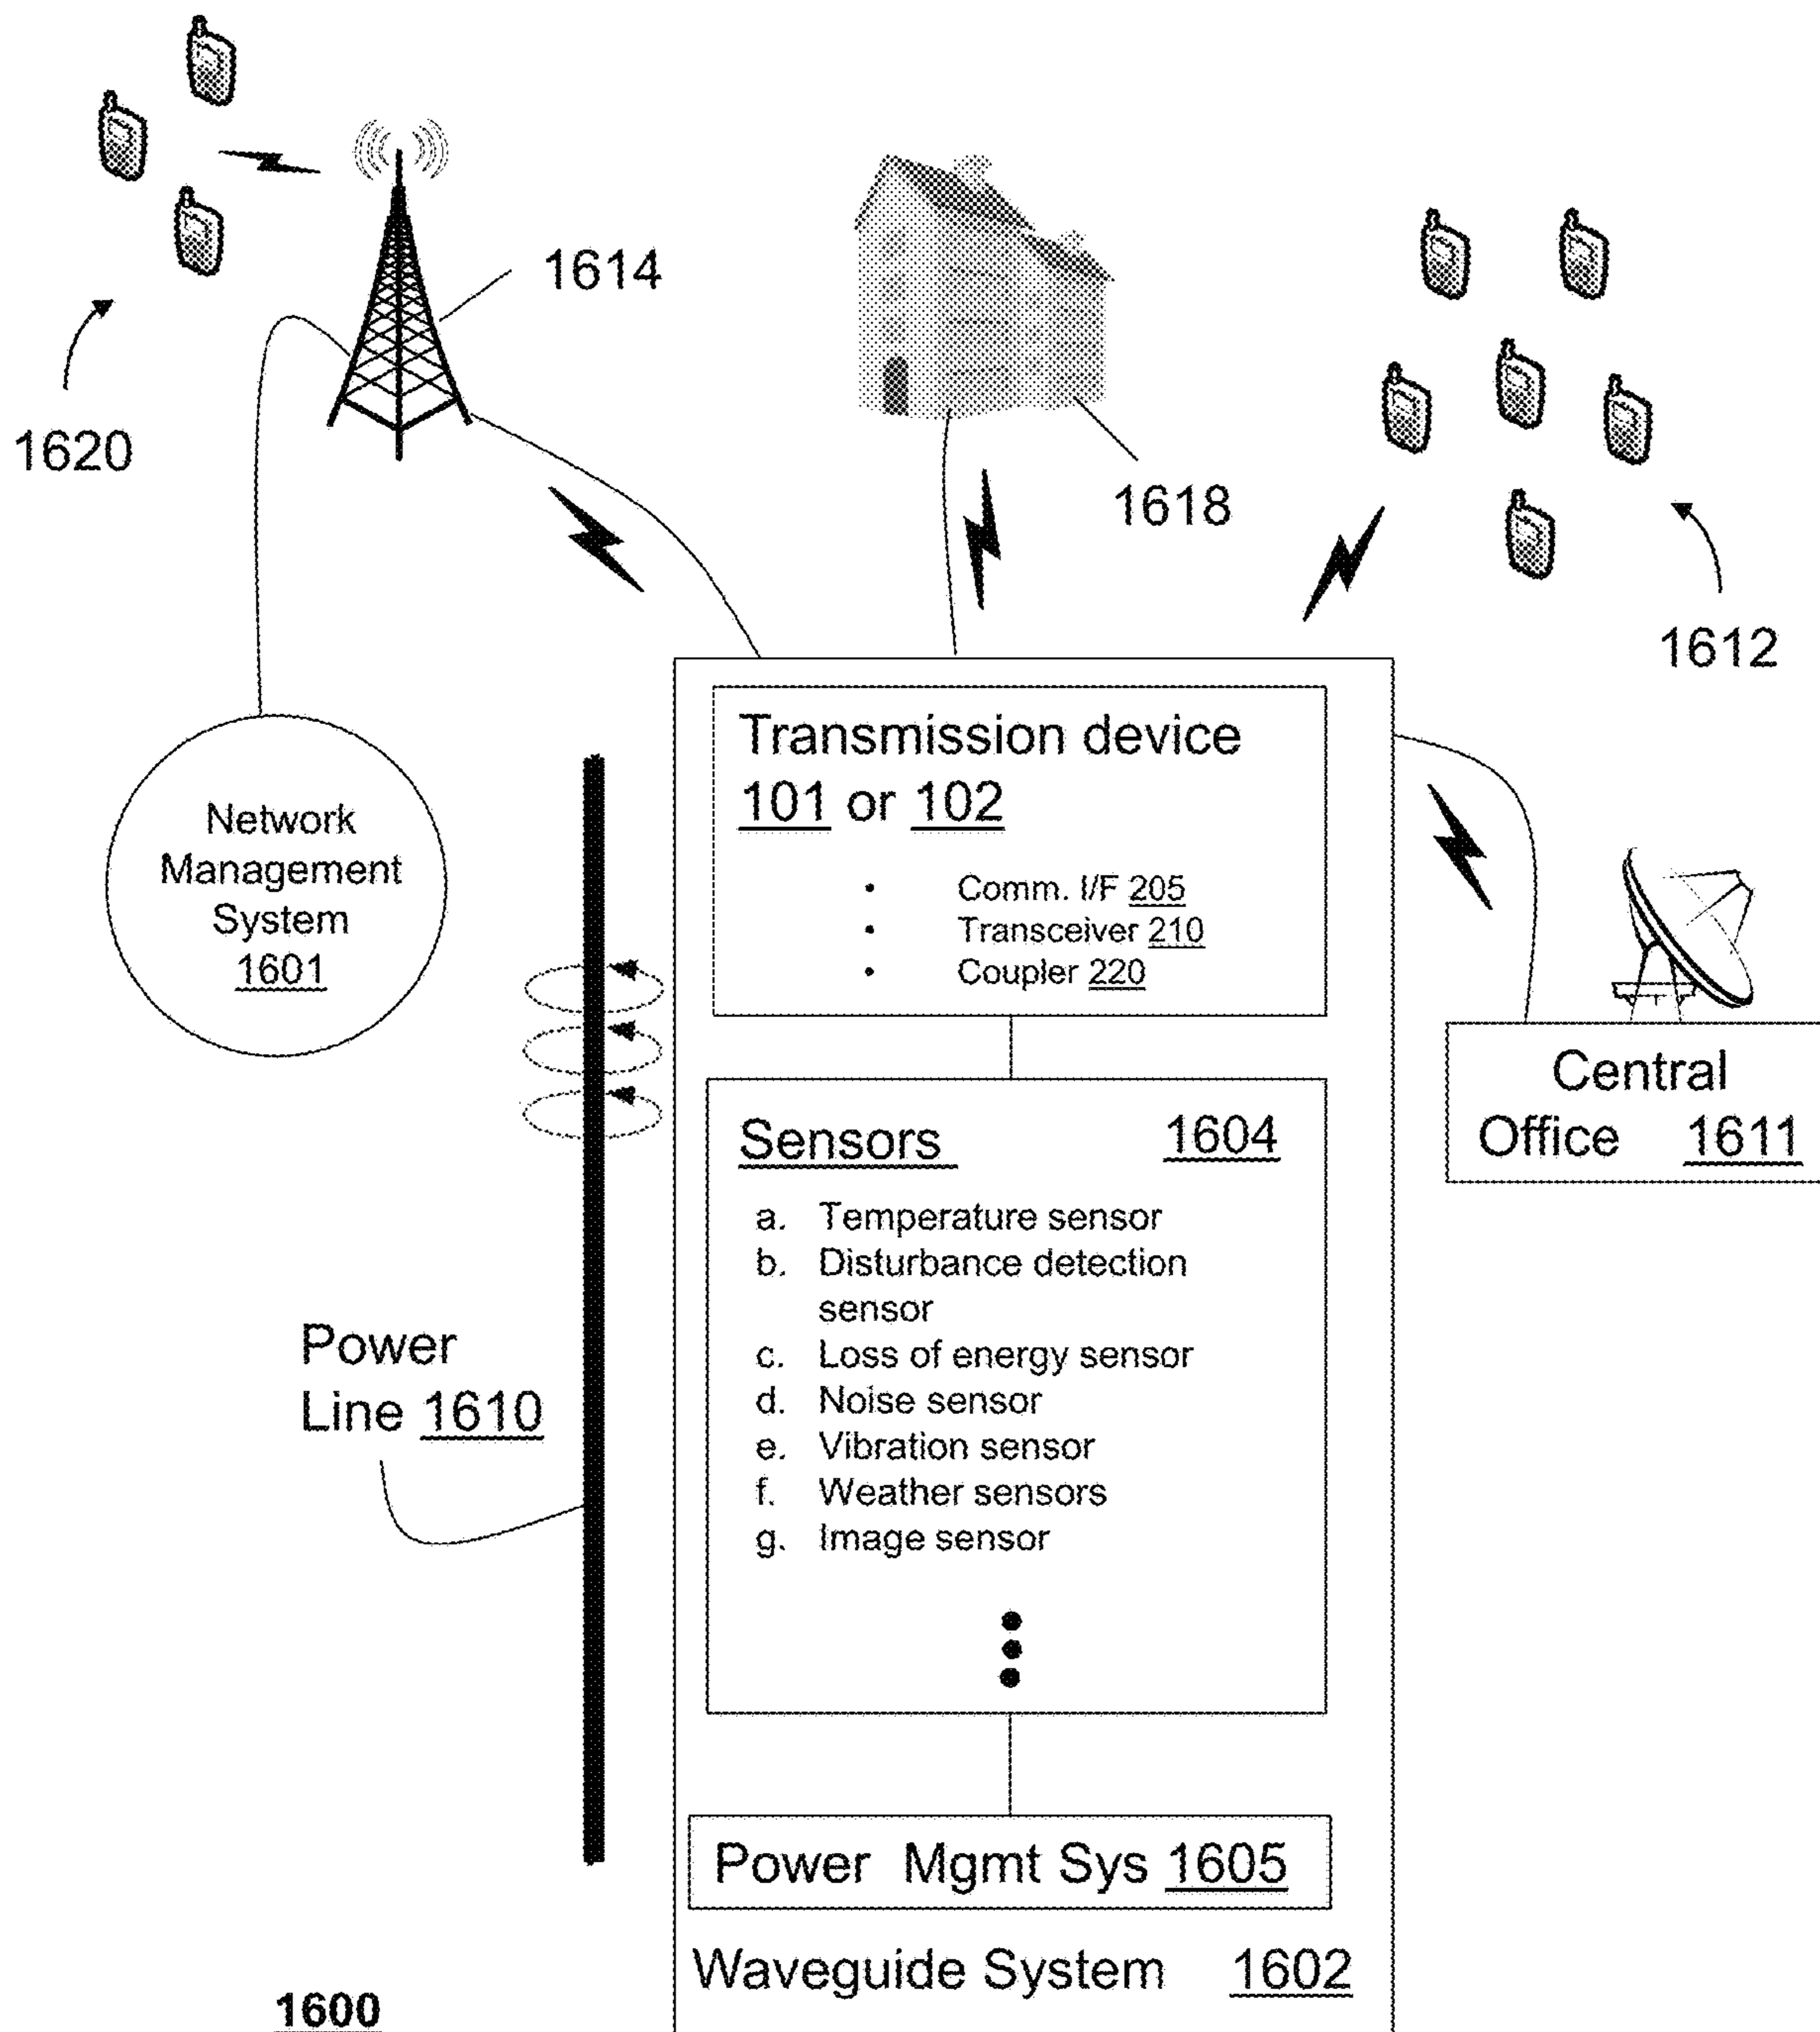 1614
1620
1618
1612
Transmission device
101 or 102
• Comm. I/F 205
• Transceiver 210
• Coupler 220
Network
Management
System
1601
Central
Office 1611
Sensors 1604
a. Temperature sensor
b. Disturbance detection
sensor
c. Loss of energy sensor
d. Noise sensor
e. Vibration sensor
f. Weather sensors
g. Image sensor
Power
Line 1610
Power Mgmt Sys 1605
Waveguide System 1602
1600